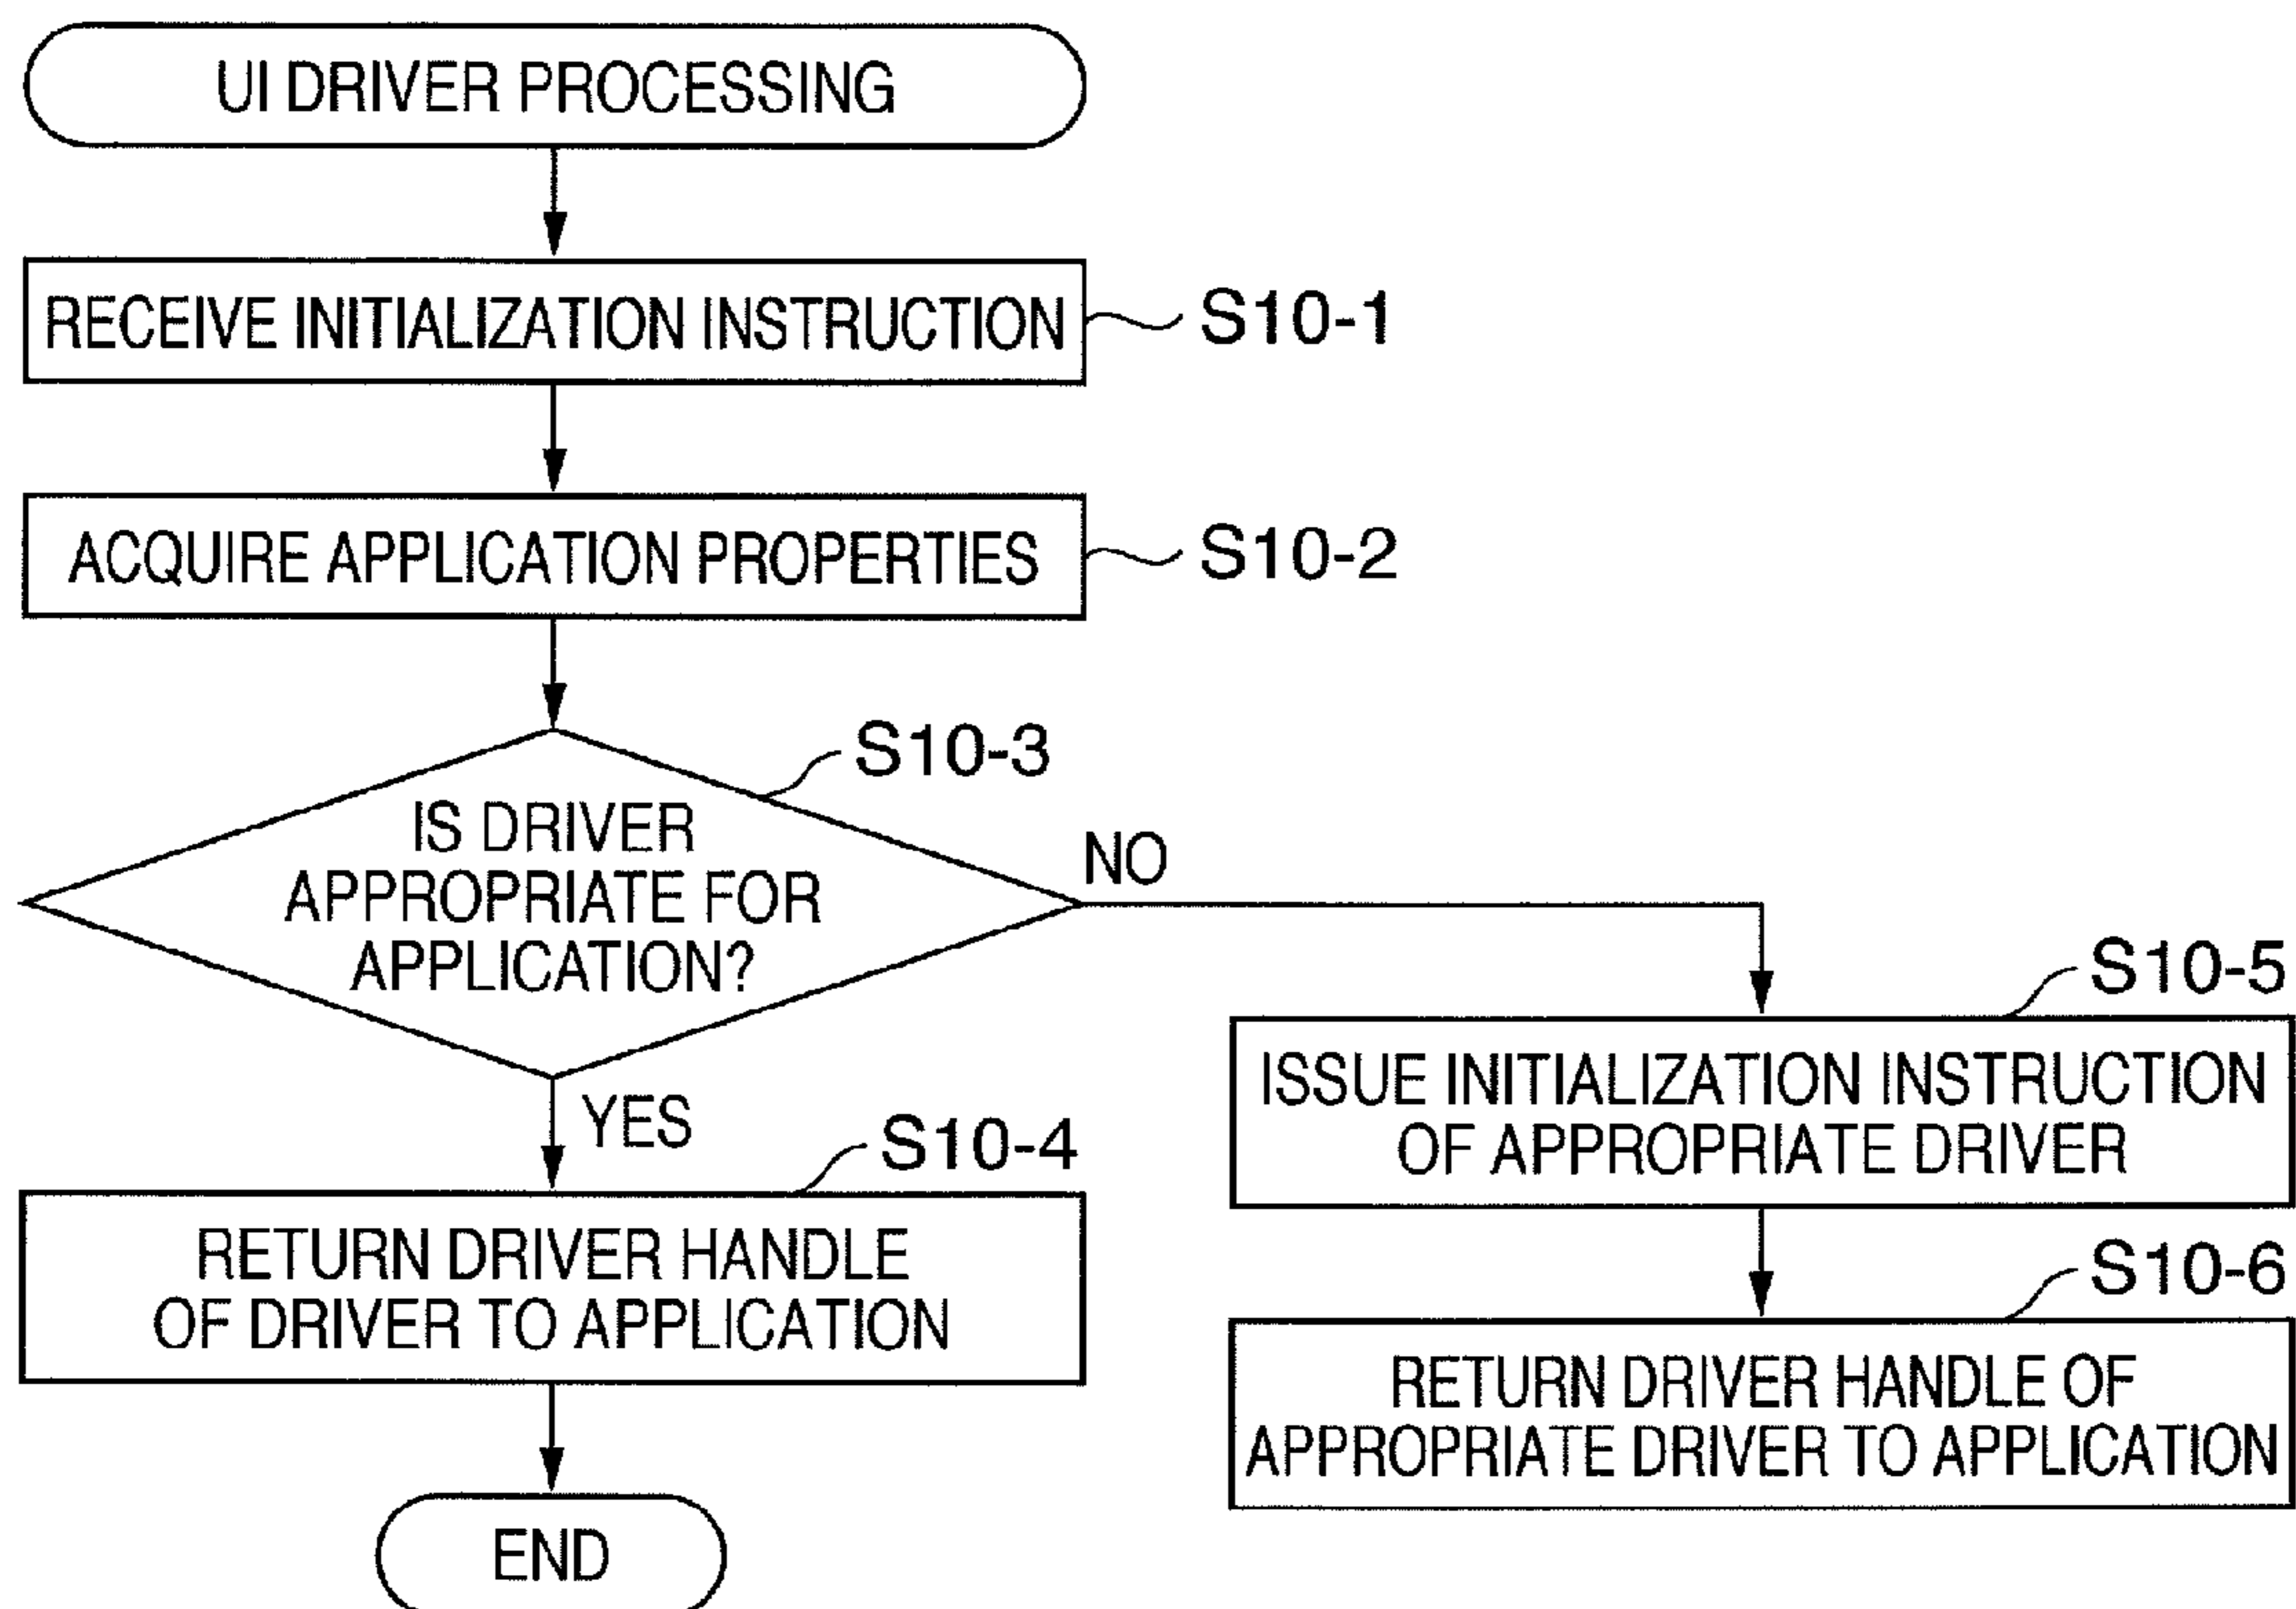 UI DRIVER PROCESSING
RECEIVE INITIALIZATION INSTRUCTION
S10-1
ACQUIRE APPLICATION PROPERTIES
S10-2
S10-3
IS DRIVER
APPROPRIATE FOR
APPLICATION?
NO
YES
S10-4
RETURN DRIVER HANDLE
OF DRIVER TO APPLICATION
END
S10-5
ISSUE INITIALIZATION INSTRUCTION
OF APPROPRIATE DRIVER
S10-6
RETURN DRIVER HANDLE OF
APPROPRIATE DRIVER TO APPLICATION